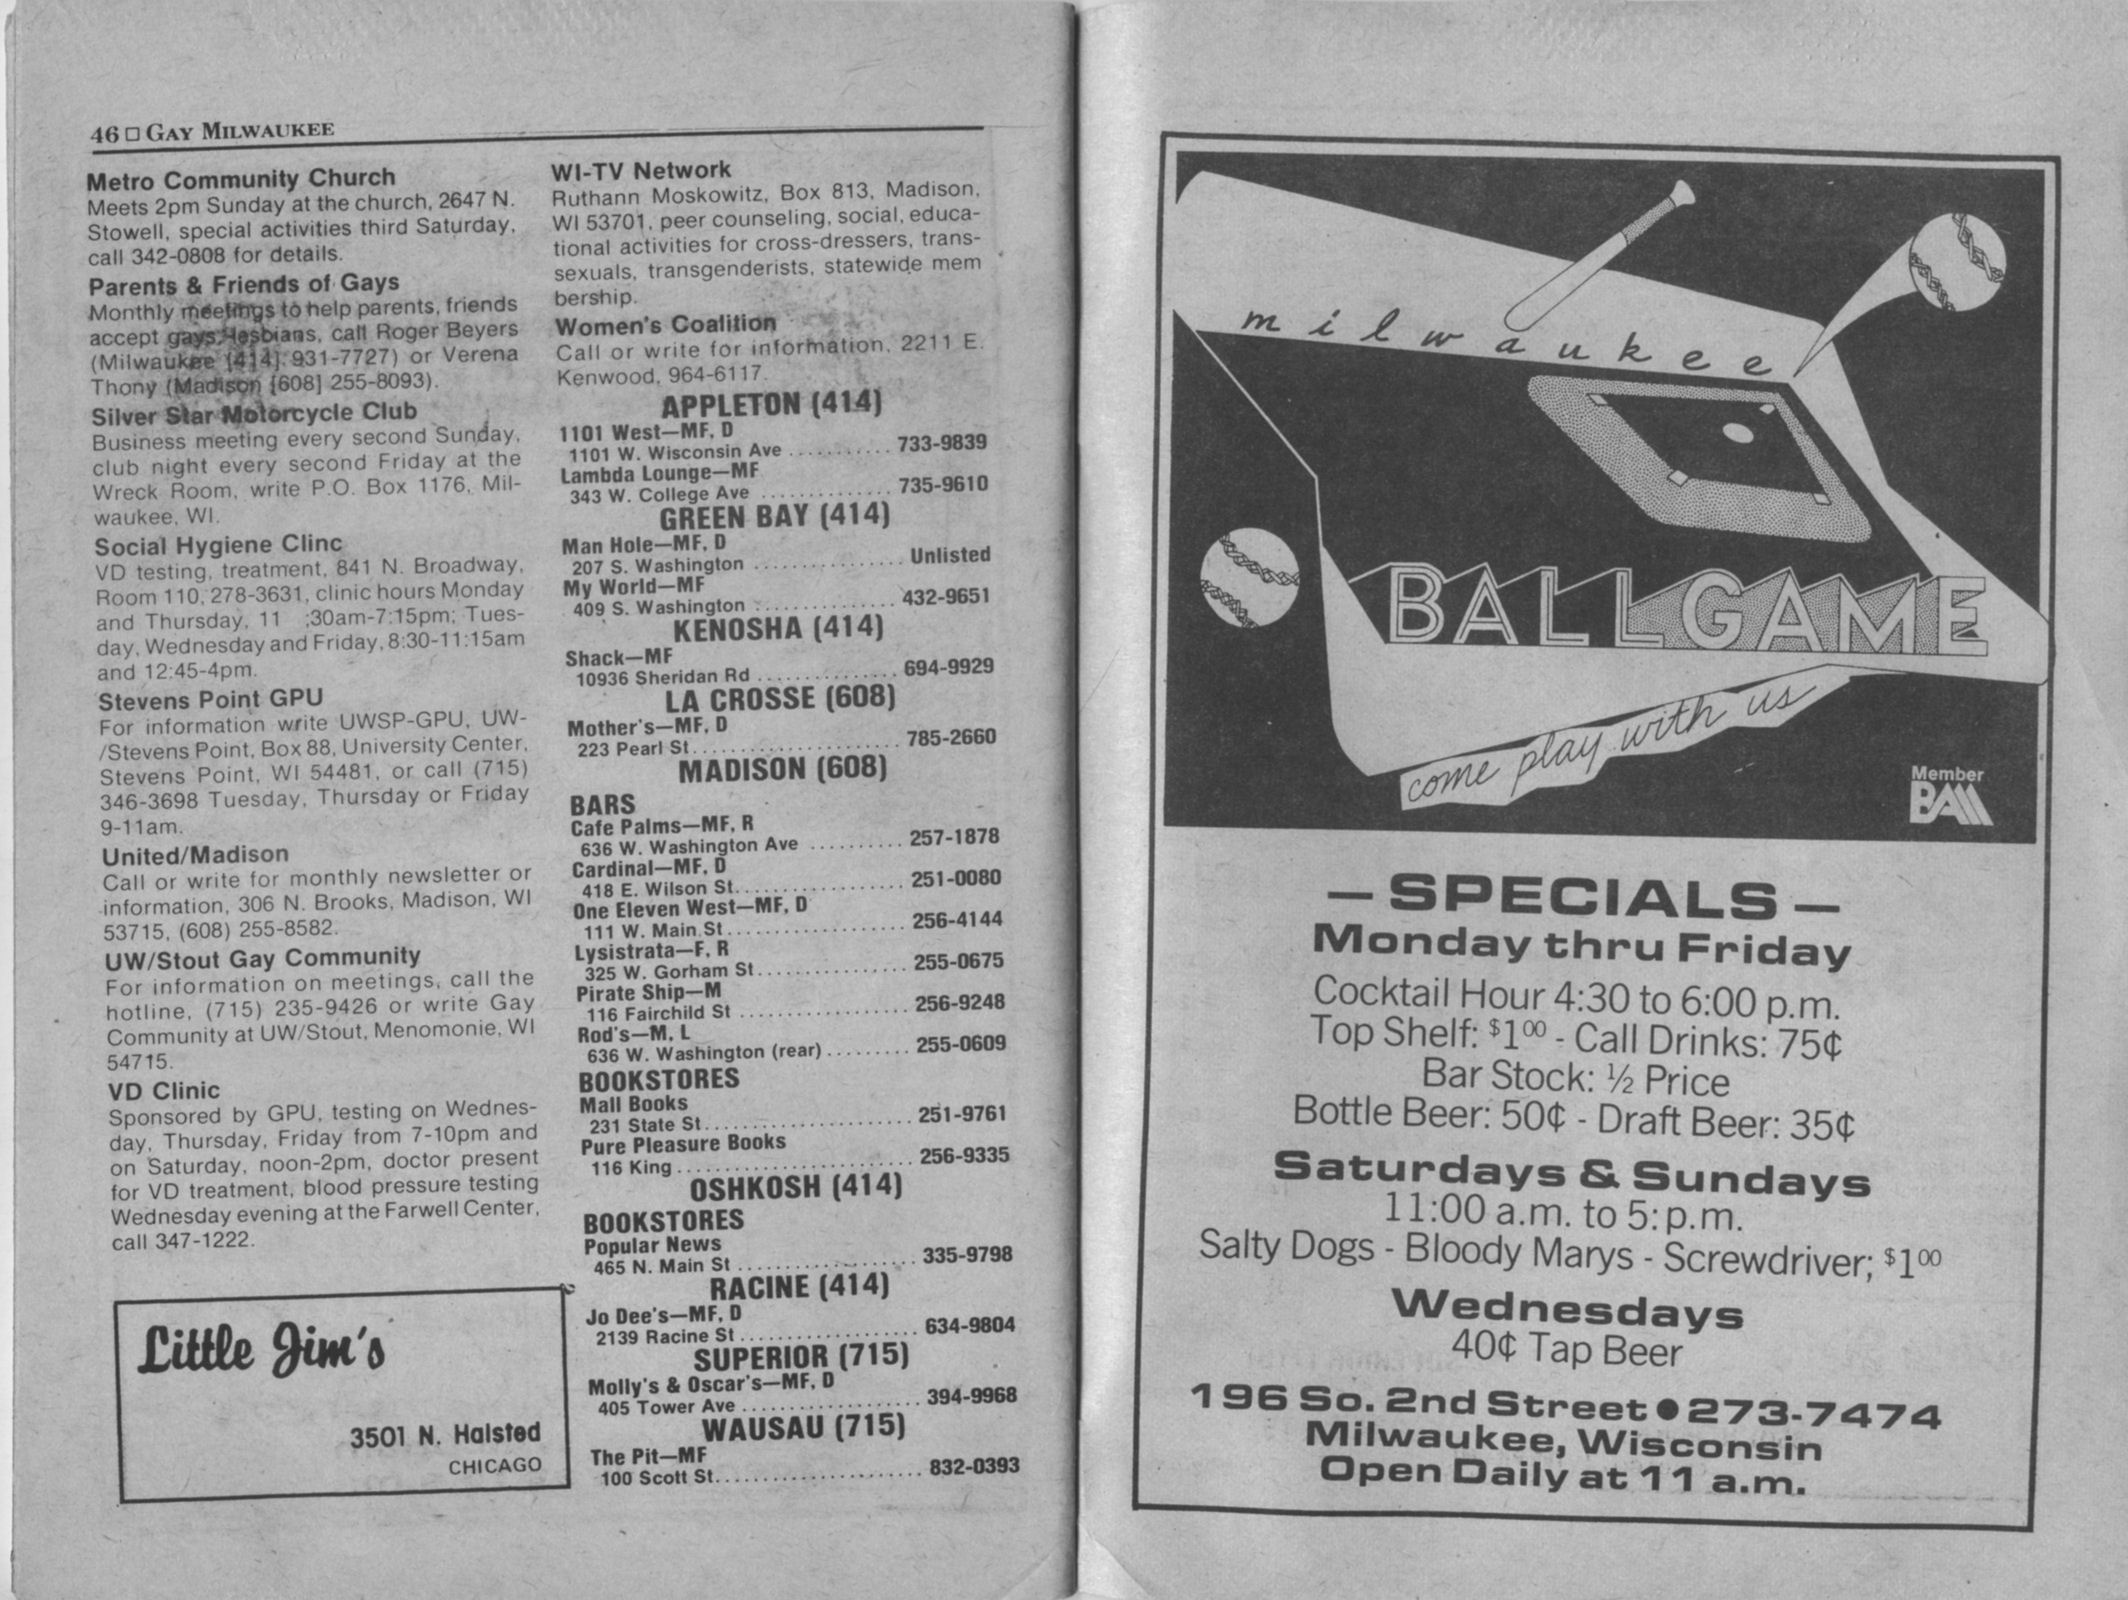 46 □ GAY MILWAUKEE
Metro Community Church
Meets 2pm Sunday at the church, 2647 N.
Stowell, special activities third Saturday,
call 342-0808 for details.
Parents & Friends of Gays
Monthly meetings to help parents, friends
accept gays/lesbians, call Roger Beyers
(Milwaukee [414] 931-7727) or Verena
Thony (Madison [608] 255-8093).
Silver Star Motorcycle Club
Business meeting every second Sunday,
club night every second Friday at the
Wreck Room, write P.O. Box 1176, Mil-
waukee, WI.
Social Hygiene Clinc
VD testing, treatment, 841 N. Broadway,
Room 110, 278-3631, clinic hours Monday
and Thursday, 11 :30am-7:15pm; Tues-
day, Wednesday and Friday, 8:30-11:15am
and 12:45-4pm.
Stevens Point GPU
For information write UWSP-GPU, UW-
/Stevens Point, Box 88, University Center,
Stevens Point, WI 54481, or call (715)
346-3698 Tuesday, Thursday or Friday
9-11am.
United/Madison
Call or write for monthly newsletter or
information, 306 N. Brooks, Madison, WI
53715, (608) 255-8582.
UW/Stout Gay Community
For information on meetings, call the
hotline, (715) 235-9426 or write Gay
Community at UW/Stout, Menomonie, WI
54715.
VD Clinic
Sponsored by GPU, testing on Wednes-
day, Thursday, Friday from 7-10pm and
on Saturday, noon-2pm, doctor present
for VD treatment, blood pressure testing
Wednesday evening at the Farwell Center,
call 347-1222.
Little Jim's
3501 N. Halsted
CHICAGO
WI-TV Network
Ruthann Moskowitz, Box 813, Madison,
WI 53701, peer counseling, social, educa-
tional activities for cross-dressers, trans-
sexuals, transgenderists, statewide mem
bership.
Women's Coalition
Call or write for information, 2211 E.
Kenwood, 964-6117.
APPLETON (414)
1101 West—MF, D
1101 W. Wisconsin Ave ........... 733-9839
Lambda Lounge—MF
343 W. College Ave .............. 735-9610
GREEN BAY (414)
Man Hole—MF, D
207 S. Washington ................ Unlisted
My World—MF
409 S. Washington ............... 432-9651
KENOSHA (414)
Shack—MF
10936 Sheridan Rd ............... 694-9929
LA CROSSE (608)
Mother's—MF, D
223 Pearl St...................... 785-2660
MADISON (608)
BARS
Cafe Palms—MF, R
636 W. Washington Ave .......... 257-1878
Cardinal—MF, D
418 E. Wilson St.................. 251-0080
One Eleven West—MF, D
111 W. Main St................... 256-4144
Lysistrata—F, R
325 W. Gorham St................ 255-0675
Pirate Ship—M
116 Fairchild St .................. 256-9248
Rod's—M, L
636 W. Washington (rear) ......... 255-0609
BOOKSTORES
Mall Books
231 State St...................... 251-9761
Pure Pleasure Books
116 King ......................... 256-9335
OSHKOSH (414)
BOOKSTORES
Popular News
465 N. Main St ................... 335-9798
RACINE (414)
Jo Dee's—MF, D
2139 Racine St ................... 634-9804
SUPERIOR (715)
Molly's & Oscar's—MF, D
405 Tower Ave ................... 394-9968
WAUSAU (715)
The Pit—MF
100 Scott St...................... 832-0393
milwaukee
BALLGAME
come play with us
Member
BAM
— SPECIALS —
Monday thru Friday
Cocktail Hour 4:30 to 6:00 p.m.
Top Shelf: $1.00 - Call Drinks: 75¢
Bar Stock: ½ Price
Bottle Beer: 50¢ - Draft Beer: 35¢
Saturdays & Sundays
11:00 a.m. to 5: p.m.
Salty Dogs - Bloody Marys - Screwdriver; $1.00
Wednesdays
40¢ Tap Beer
196 So. 2nd Street ● 273-7474
Milwaukee, Wisconsin
Open Daily at 11 a.m.